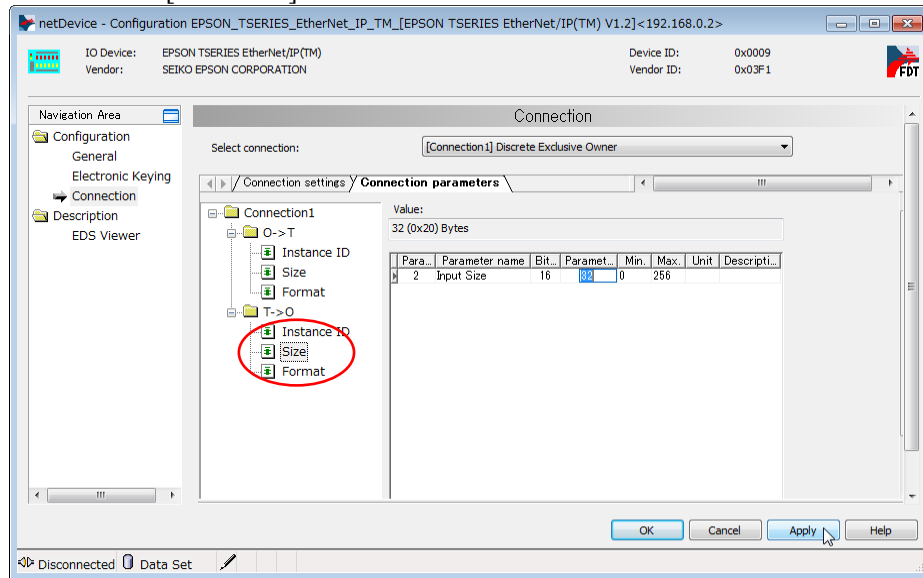 netDevice - Configuration EPSON_TSERIES_EtherNet_IP_TM_[EPSON TSERIES EtherNet/IP(TM) V1.2]<192.168.0.2>
IO Device: EPSON TSERIES EtherNet/IP(TM) Device ID: 0x0009
Vendor: SEIKO EPSON CORPORATION Vendor ID: 0x03F1
FDT
Navigation Area
Configuration
General
Electronic Keying
Connection
Description
EDS Viewer
Connection
Select connection: [Connection1] Discrete Exclusive Owner
Connection settings Connection parameters
Connection1
O->T
Instance ID
Size
Format
T->O
Instance ID
Size
Format
Value:
32 (0x20) Bytes
Para... Parameter name Bit... Paramet... Min. Max. Unit Descripti...
2 Input Size 16 32 0 256
OK Cancel Apply Help
Disconnected Data Set